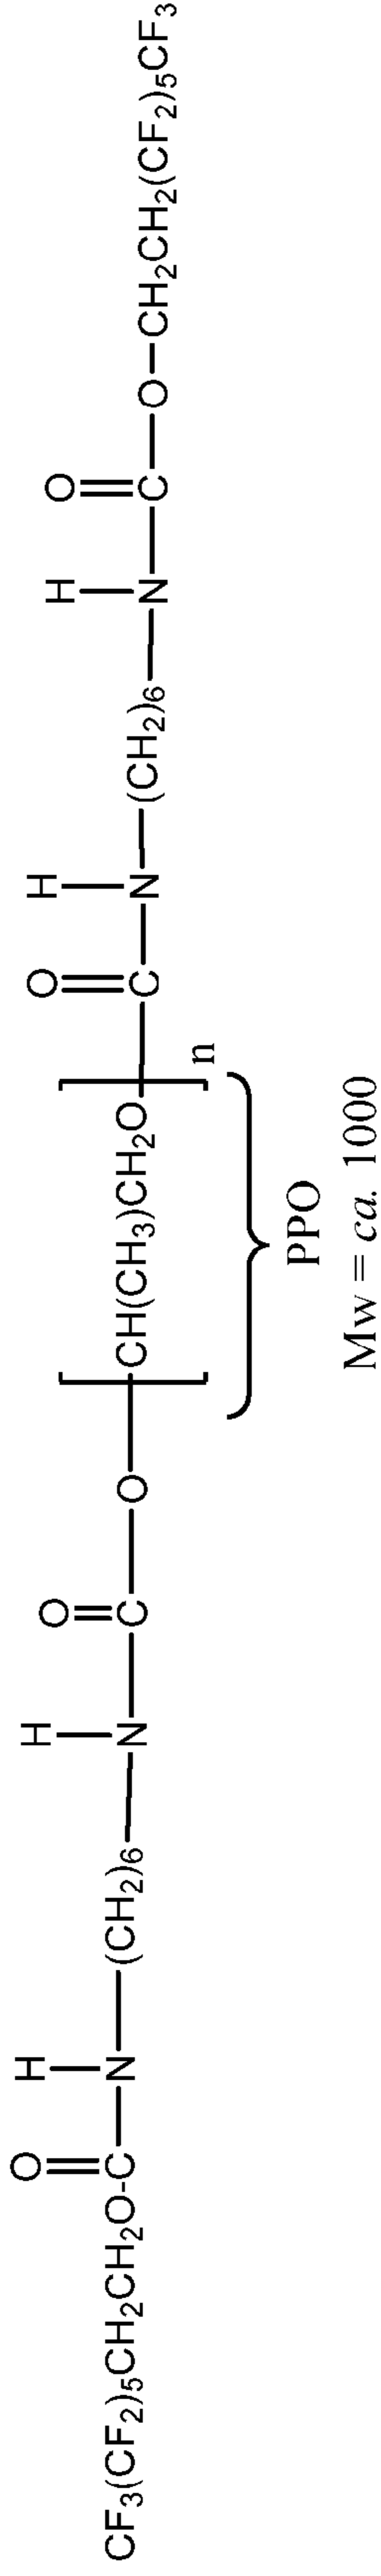 O H H O O H H O
CF₃(CF₂)₅CH₂CH₂O-C N (CH₂)₆ N C O [CH(CH₃)CH₂O]n C N (CH₂)₆ N C O CH₂CH₂(CF₂)₅CF₃
PPO
Mw = ca. 1000